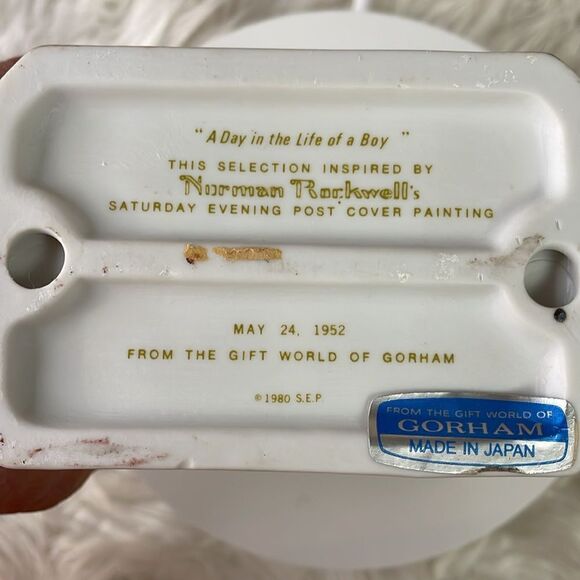 " A Day in the Life of a Boy "
THIS SELECTION INSPIRED BY
Norman Rockwell's
SATURDAY EVENING POST COVER PAINTING
MAY 24, 1952
FROM THE GIFT WORLD OF GORHAM
© 1980 S.E.P
FROM THE GIFT WORLD OF
GORHAM
MADE IN JAPAN